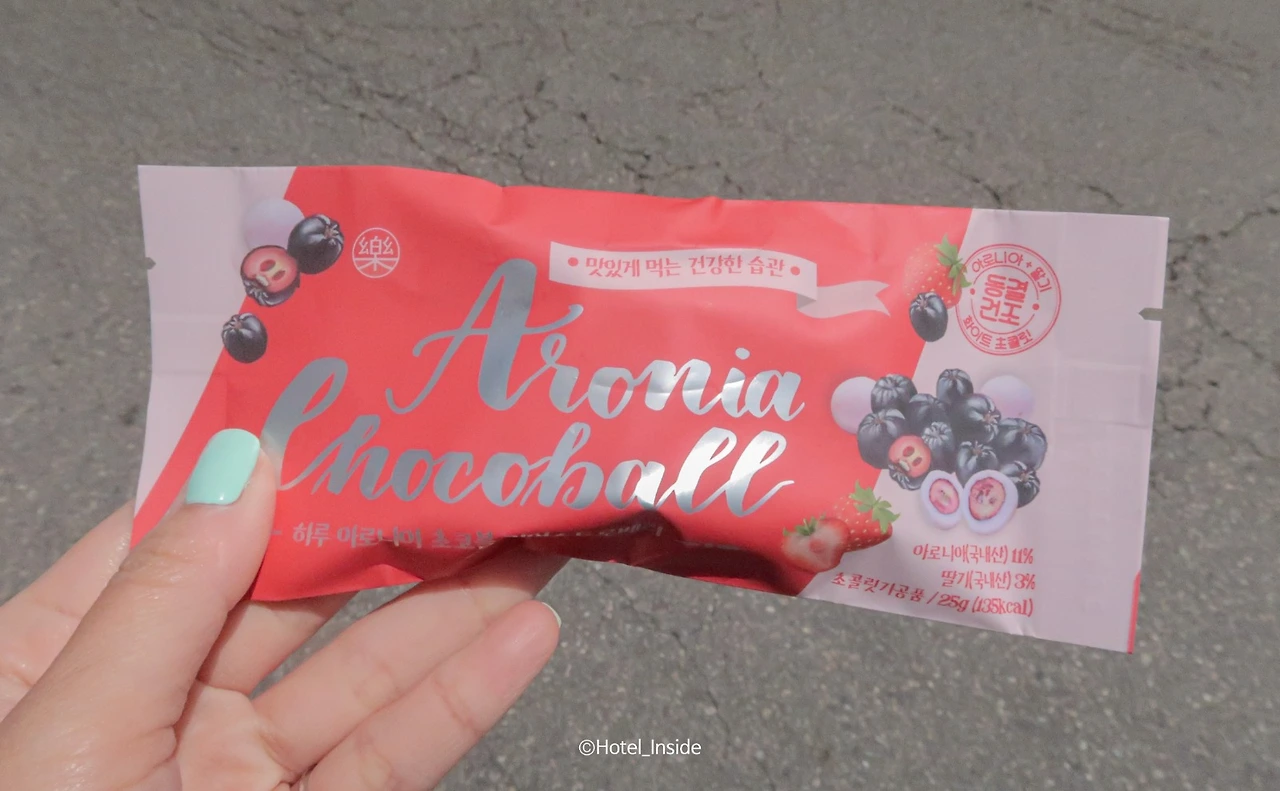 樂
• 맛있게 먹는 건강한 습관 •
Aronia
Chocoball
- 하루 아로니아 초코볼
아로니아 + 딸기
동결
건조
화이트 초콜릿!
아로니아(국내산) 11%
딸기(국내산) 3%
초콜릿가공품 / 25g (135kcal)
©Hotel_Inside